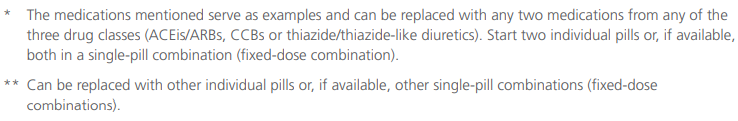 * The medications mentioned serve as examples and can be replaced with any two medications from any of the
three drug classes (ACEis/ARBs, CCBs or thiazide/thiazide-like diuretics). Start two individual pills or, if available,
both in a single-pill combination (fixed-dose combination).
** Can be replaced with other individual pills or, if available, other single-pill combinations (fixed-dose
combinations).